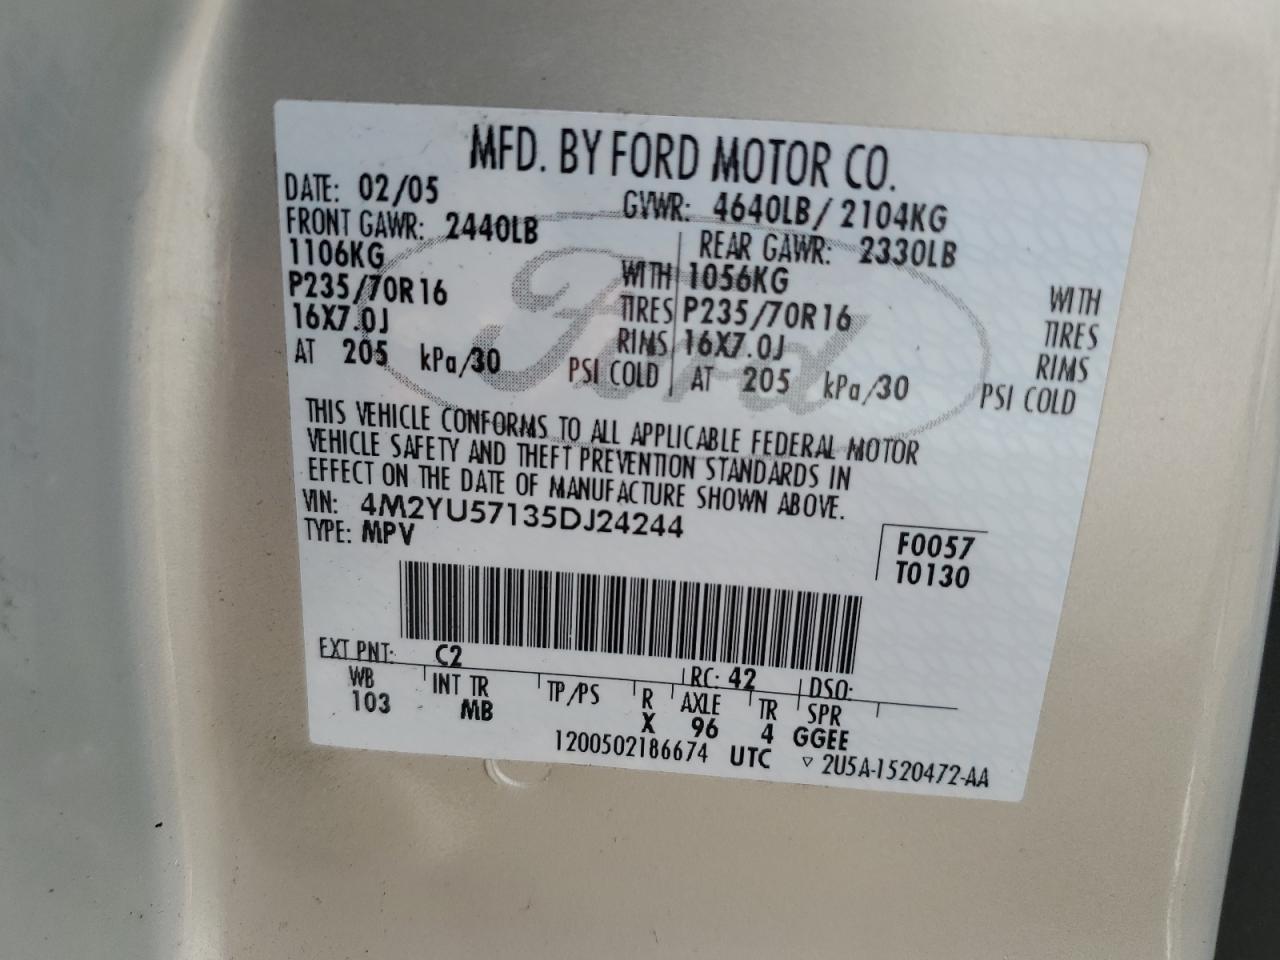 MFD. BY FORD MOTOR CO.
DATE: 02/05 GVWR: 4640LB/2104KG
FRONT GAWR: 2440LB REAR GAWR: 2330LB
1106KG WITH 1056KG WITH
P235/70R16 TIRES P235/70R16 TIRES
16X7.0J RIMS 16X7.0J RIMS
AT 205 kPa/30 PSI COLD AT 205 kPa/30 PSI COLD
Ford
THIS VEHICLE CONFORMS TO ALL APPLICABLE FEDERAL MOTOR
VEHICLE SAFETY AND THEFT PREVENTION STANDARDS IN
EFFECT ON THE DATE OF MANUFACTURE SHOWN ABOVE.
VIN: 4M2YU57135DJ24244
TYPE: MPV
F0057
T0130
EXT PNT: C2 RC: 42 DSO:
WB INT TR TP/PS R AXLE TR SPR
103 MB X 96 4 GGEE
1200502186674 UTC ▽ 2U5A-1520472-AA